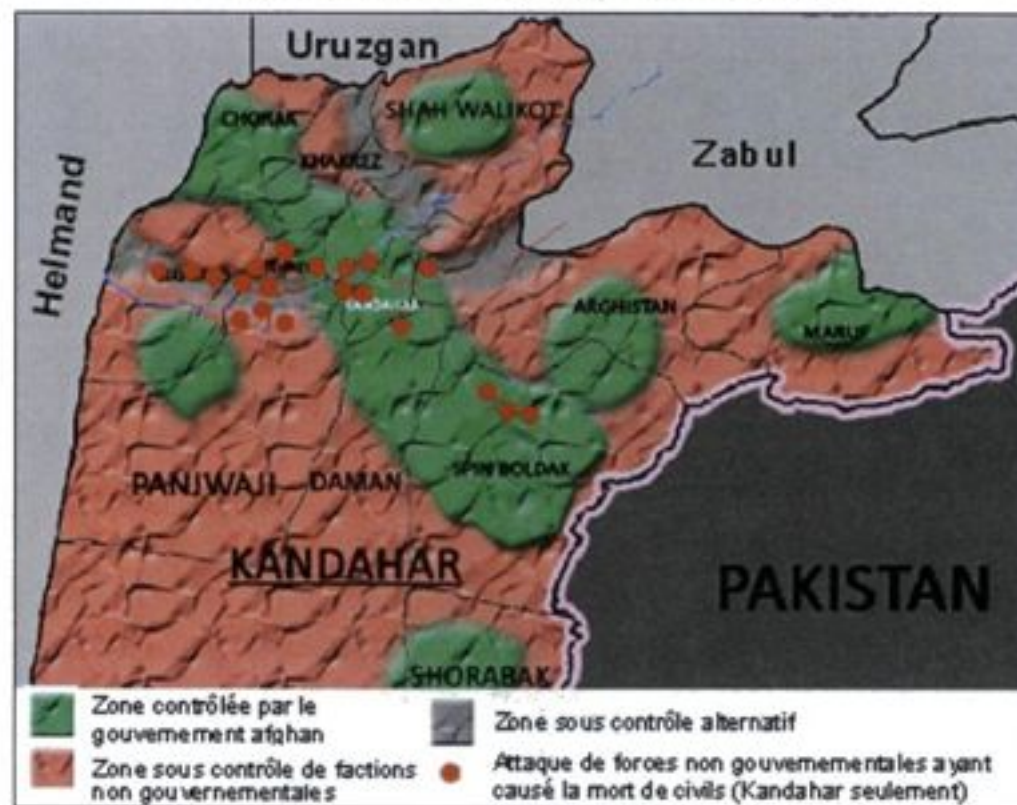 Uruzgan
CHORAK
SHAH WALIKOT
KHAKREZ
Zabul
Helmand
ARGHISTAN
MARUF
SPIN BOLDAK
PANJWAJI
DAMAN
KANDAHAR
PAKISTAN
SHORABAK
Zone contrôlée par le
gouvernement afghan
Zone sous contrôle alternatif
Zone sous contrôle de factions
non gouvernementales
Attaque de forces non gouvernementales ayant
causé la mort de civils (Kandahar seulement)